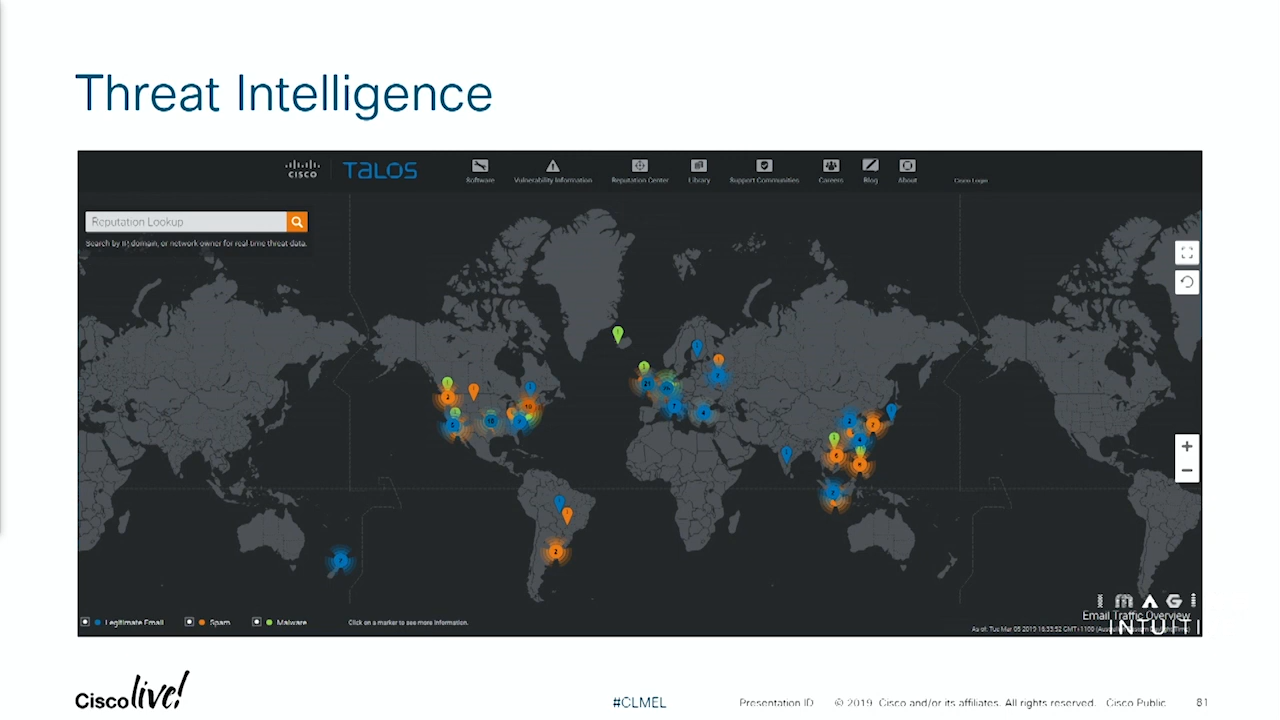 Threat Intelligence
CISCO TALOS
Software
Vulnerability Information
Reputation Center
Library
Support Communities
Careers
Blog
About
Cisco Login
Reputation Lookup
Search by IP, domain, or network owner for real-time threat data.
Legitimate Email
Spam
Malware
Click on a marker to see more information.
Email Traffic Overview
INTUITI
Cisco live!
#CLMEL
Presentation ID
© 2019 Cisco and/or its affiliates. All rights reserved. Cisco Public
81